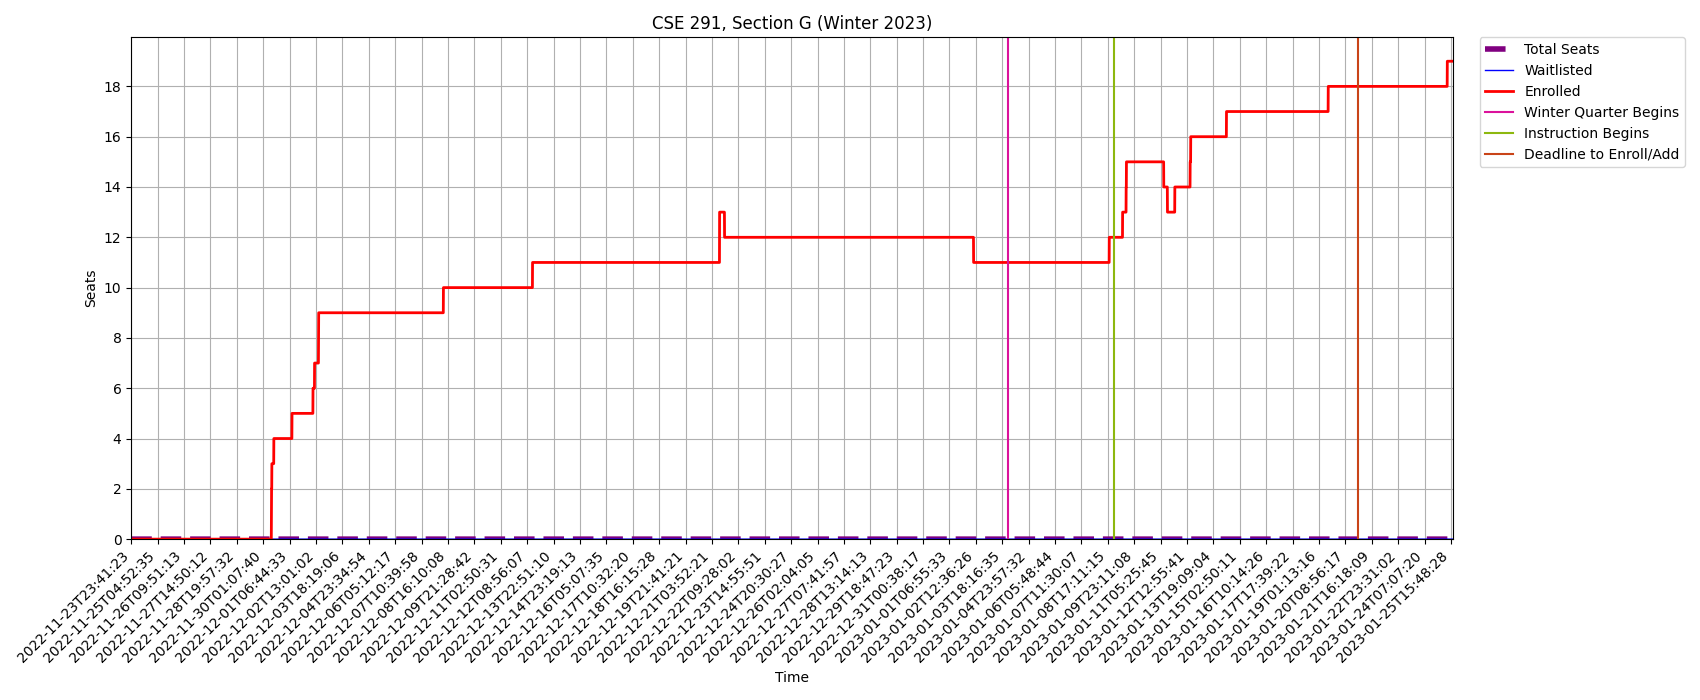 CSE 291, Section G (Winter 2023)
Total Seats
Waitlisted
Enrolled
Winter Quarter Begins
Instruction Begins
Deadline to Enroll/Add
Seats
18
16
14
12
10
8
6
4
2
0
2022-11-23T23:41:23
2022-11-25T04:52:35
2022-11-26T09:51:13
2022-11-27T14:50:12
2022-11-28T19:57:32
2022-11-30T01:07:40
2022-12-01T06:44:33
2022-12-02T13:01:02
2022-12-03T18:19:06
2022-12-04T23:34:54
2022-12-06T05:12:17
2022-12-07T10:39:58
2022-12-08T16:10:08
2022-12-09T21:28:42
2022-12-11T02:50:31
2022-12-12T08:56:07
2022-12-13T22:51:10
2022-12-14T23:19:13
2022-12-16T05:07:35
2022-12-17T10:32:20
2022-12-18T16:15:28
2022-12-19T21:41:21
2022-12-21T03:52:21
2022-12-22T09:28:02
2022-12-23T14:55:51
2022-12-24T20:30:27
2022-12-26T02:04:05
2022-12-27T07:41:57
2022-12-28T13:14:13
2022-12-29T18:47:23
2022-12-31T00:38:17
2023-01-01T06:55:33
2023-01-02T12:36:26
2023-01-03T18:16:35
2023-01-04T23:57:32
2023-01-06T05:48:44
2023-01-07T11:30:07
2023-01-08T17:11:15
2023-01-09T23:11:08
2023-01-11T05:25:45
2023-01-12T12:55:41
2023-01-13T19:09:04
2023-01-15T02:50:11
2023-01-16T10:14:26
2023-01-17T17:39:22
2023-01-19T01:13:16
2023-01-20T08:56:17
2023-01-21T16:18:09
2023-01-22T23:31:02
2023-01-24T07:07:20
2023-01-25T15:48:28
Time